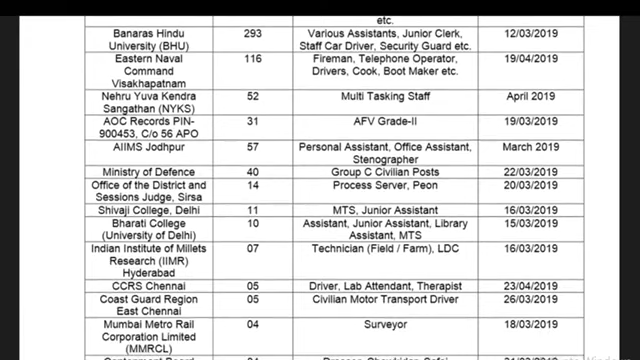 etc.
Banaras Hindu 293 Various Assistants, Junior Clerk, 12/03/2019
University (BHU) Staff Car Driver, Security Guard etc.
Eastern Naval 116 Fireman, Telephone Operator, 19/04/2019
Command Drivers, Cook, Boot Maker etc.
Visakhapatnam
Nehru Yuva Kendra 52 Multi Tasking Staff April 2019
Sangathan (NYKS)
AOC Records PIN- 31 AFV Grade-II 19/03/2019
900453, C/o 56 APO
AIIMS Jodhpur 57 Personal Assistant, Office Assistant, March 2019
Stenographer
Ministry of Defence 40 Group C Civilian Posts 22/03/2019
Office of the District and 14 Process Server, Peon 20/03/2019
Sessions Judge, Sirsa
Shivaji College, Delhi 11 MTS, Junior Assistant 16/03/2019
Bharati College 10 Assistant, Junior Assistant, Library 15/03/2019
(University of Delhi) Assistant, MTS
Indian Institute of Millets 07 Technician (Field / Farm), LDC 16/03/2019
Research (IIMR)
Hyderabad
CCRS Chennai 05 Driver, Lab Attendant, Therapist 23/04/2019
Coast Guard Region 05 Civilian Motor Transport Driver 26/03/2019
East Chennai
Mumbai Metro Rail 04 Surveyor 18/03/2019
Corporation Limited
(MMRCL)